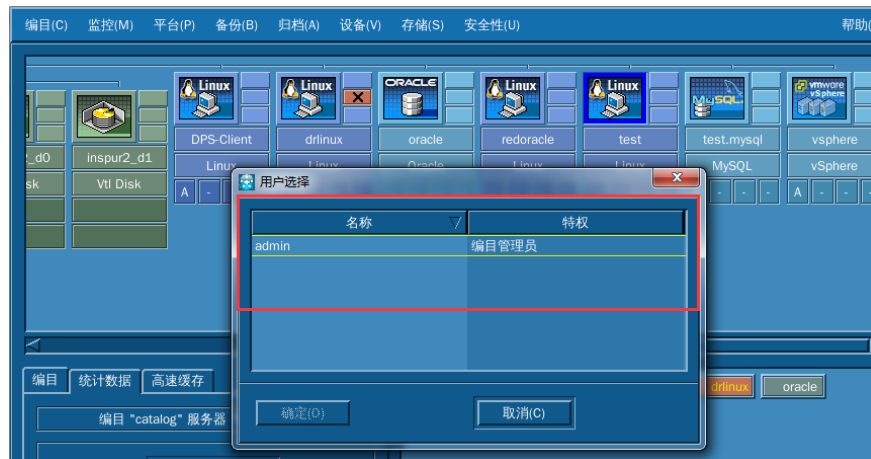 编目(C) 监控(M) 平台(P) 备份(B) 归档(A) 设备(V) 存储(S) 安全性(U) 帮助(
Linux Linux ORACLE Linux Linux MySQL vmware vSphere
DPS-Client drlinux oracle redoracle test test.mysql vsphere
_d0 inspur2_d1 Linux Linux Oracle Linux Linux MySQL vSphere
sk Vtl Disk A - - - - A - - -
用户选择
名称 特权
admin 编目管理员
编目 统计数据 高速缓存 drlinux oracle
编目 "catalog" 服务器
确定(O) 取消(C)